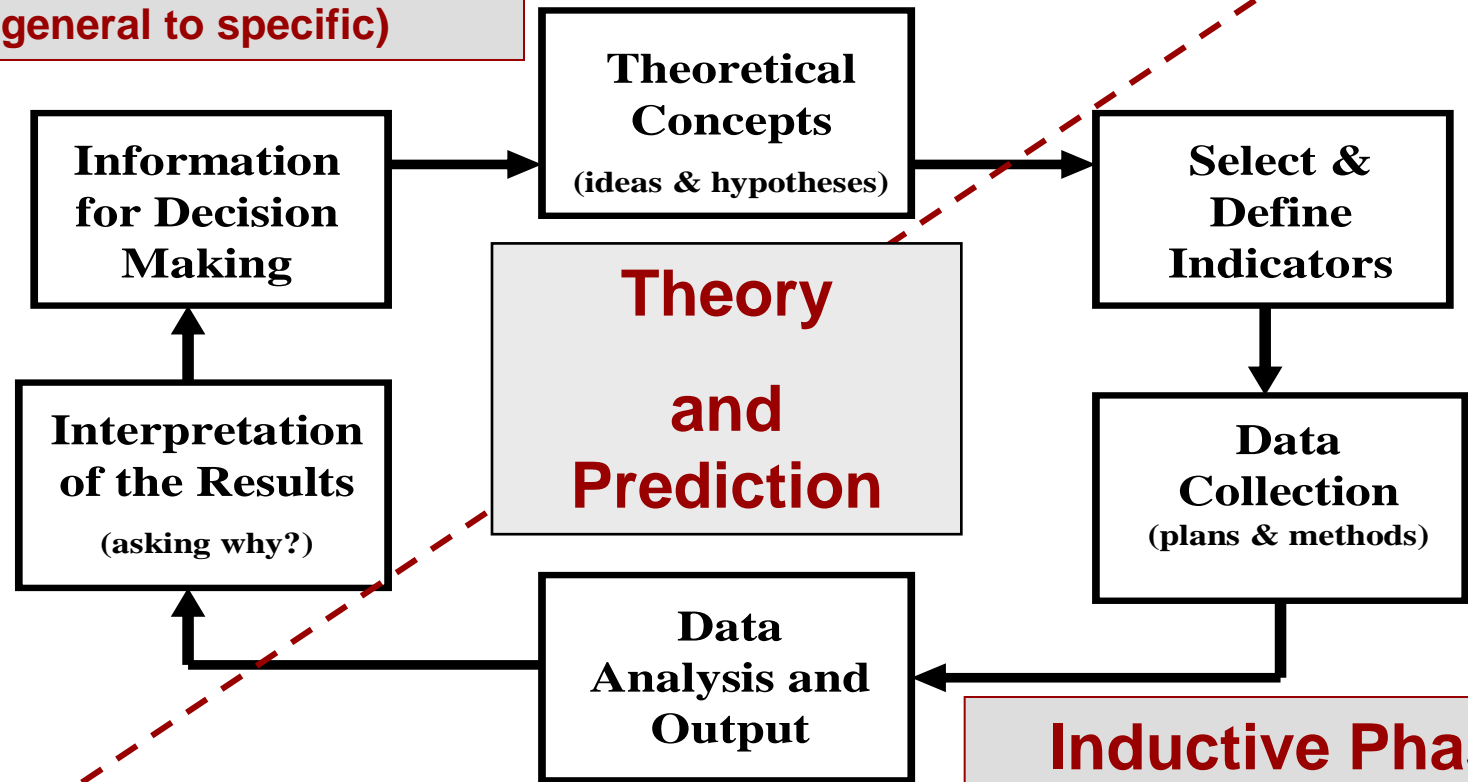 general to specific)
Theoretical
Concepts
(ideas & hypotheses)
Information
for Decision
Making
Select &
Define
Indicators
Theory
and
Prediction
Interpretation
of the Results
(asking why?)
Data
Collection
(plans & methods)
Data
Analysis and
Output
Inductive